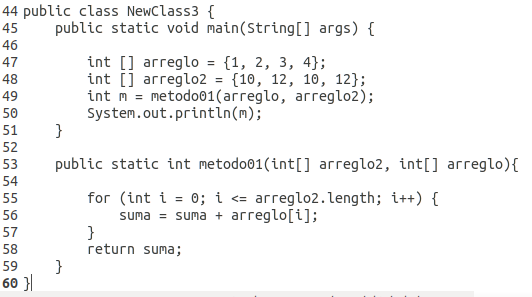 44 public class NewClass3 {
45     public static void main(String[] args) {
46
47         int [] arreglo = {1, 2, 3, 4};
48         int [] arreglo2 = {10, 12, 10, 12};
49         int m = metodo01(arreglo, arreglo2);
50         System.out.println(m);
51     }
52
53     public static int metodo01(int[] arreglo2, int[] arreglo){
54
55         for (int i = 0; i <= arreglo2.length; i++) {
56             suma = suma + arreglo[i];
57         }
58         return suma;
59     }
60 }